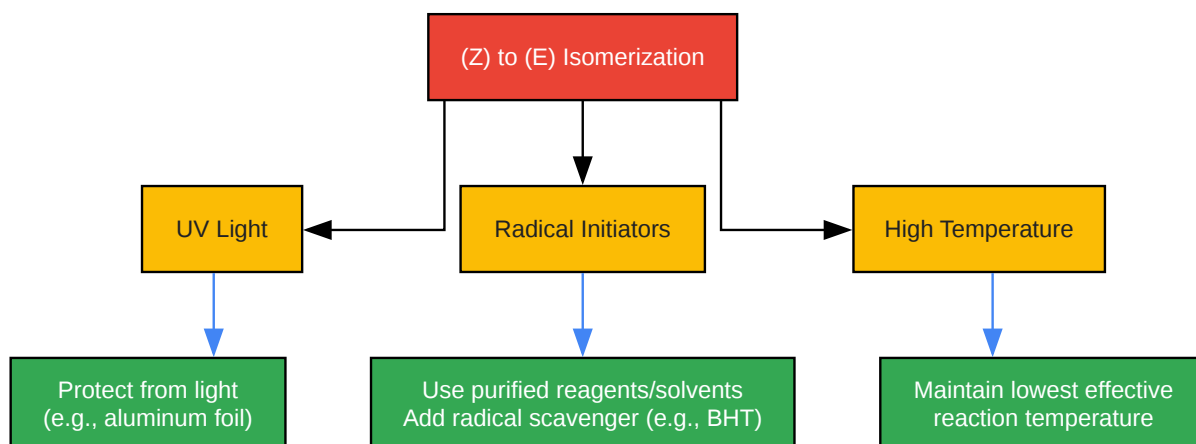 (Z) to (E) Isomerization
UV Light
Radical Initiators
High Temperature
Protect from light
(e.g., aluminum foil)
Use purified reagents/solvents
Add radical scavenger (e.g., BHT)
Maintain lowest effective
reaction temperature